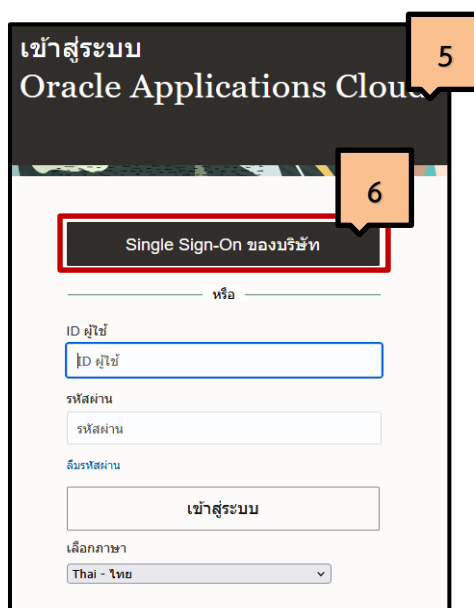 เข้าสู่ระบบ
5
Oracle Applications Cloud
6
Single Sign-On ของบริษัท
หรือ
ID ผู้ใช้
ID ผู้ใช้
รหัสผ่าน
รหัสผ่าน
ลืมรหัสผ่าน
เข้าสู่ระบบ
เลือกภาษา
Thai - ไทย